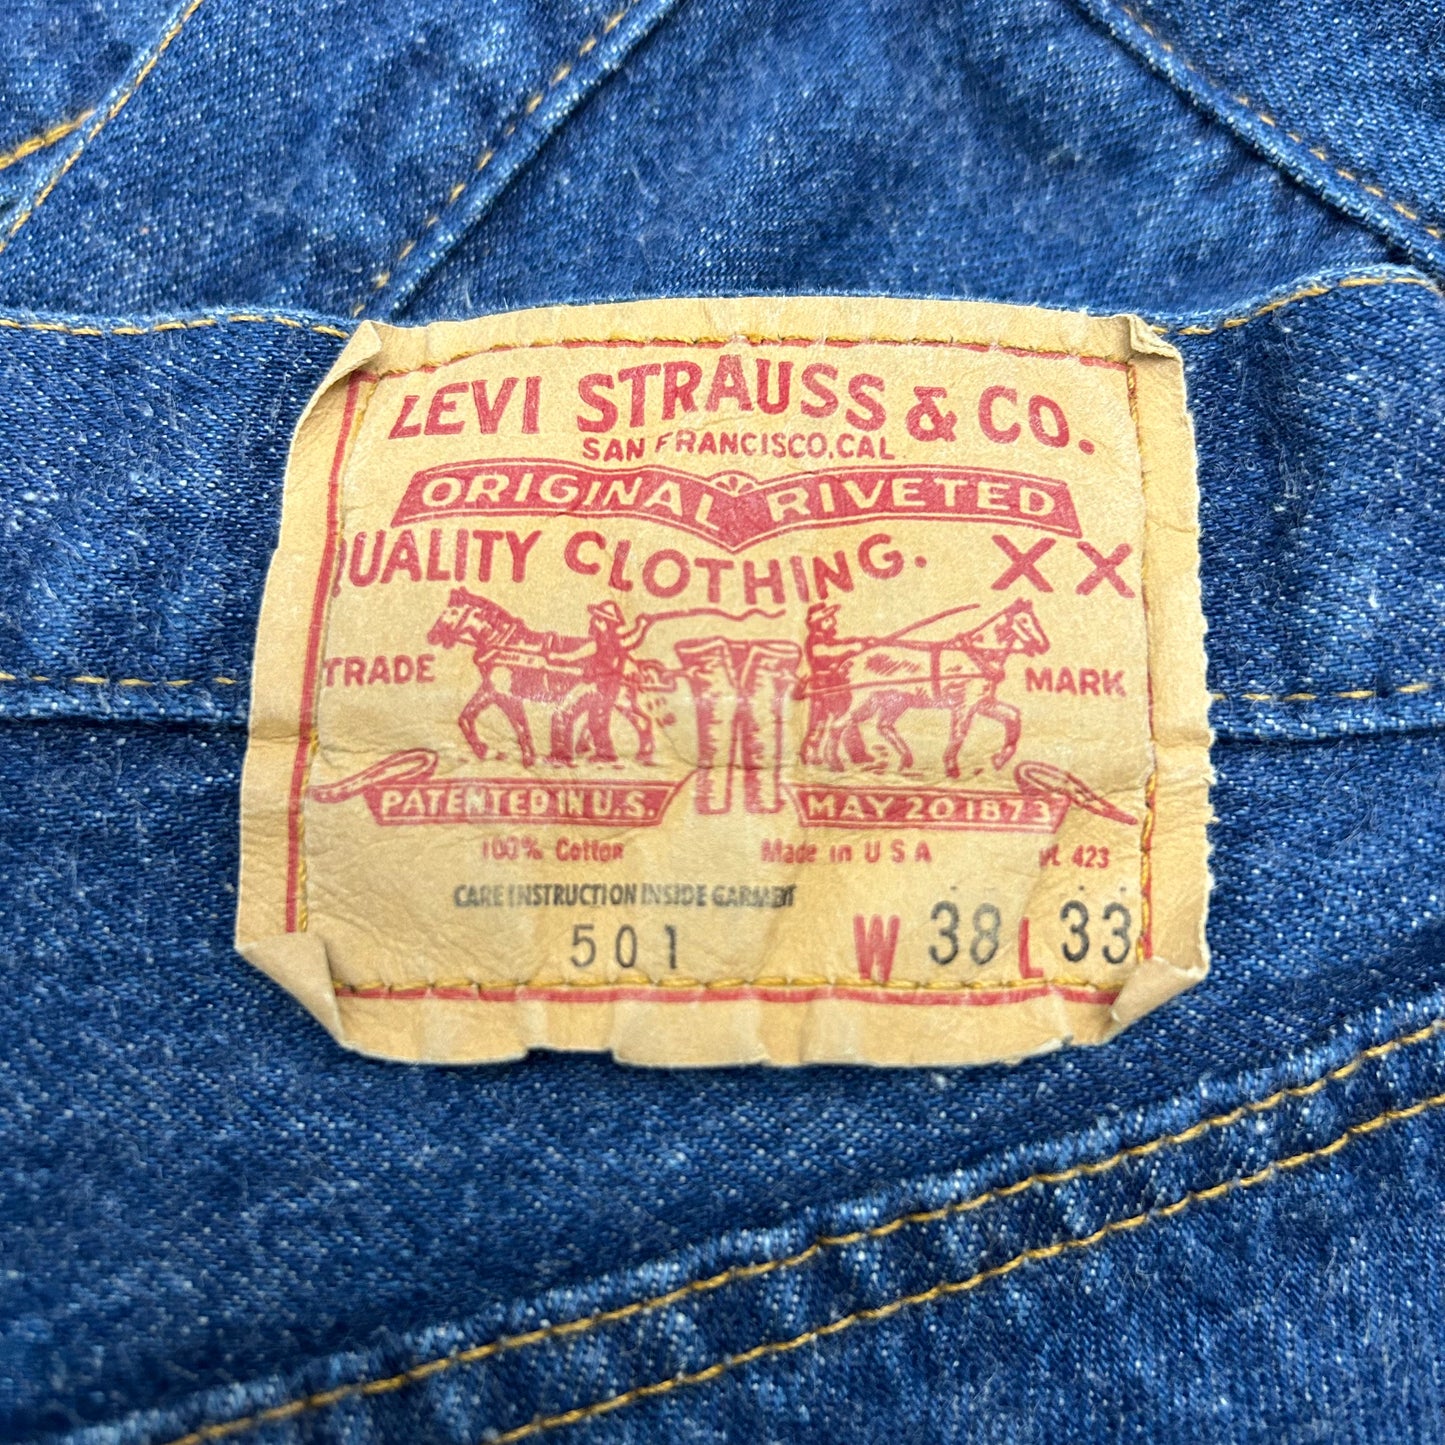 LEVI STRAUSS & CO.
SAN FRANCISCO, CAL.
ORIGINAL RIVETED
QUALITY CLOTHING. XX
TRADE MARK
PATENTED IN U.S. MAY 20 1873
100% Cotton Made in U S A WL 423
CARE INSTRUCTION INSIDE GARMENT
501 W 38 L 33